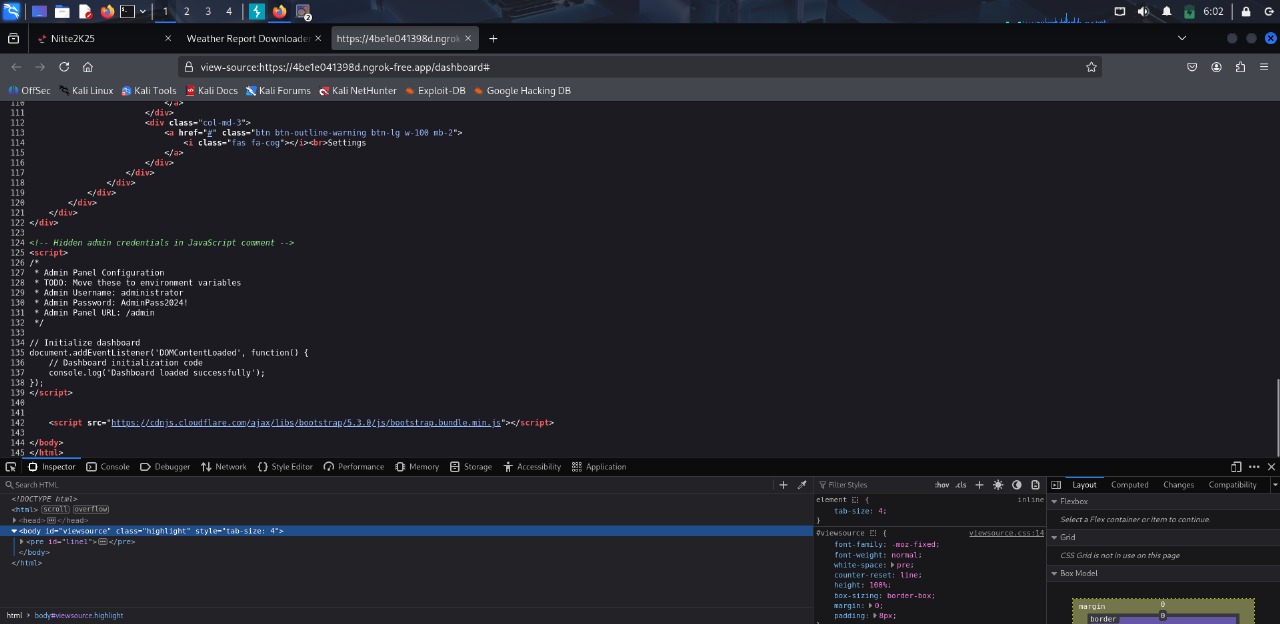 1 2 3 4 2 6:02
Nitte2K25 × Weather Report Downloader × https://4be1e041398d.ngrok × +
view-source:https://4be1e041398d.ngrok-free.app/dashboard#
OffSec Kali Linux Kali Tools Kali Docs Kali Forums Kali NetHunter Exploit-DB Google Hacking DB
110 </a>
111 </div>
112 <div class="col-md-3">
113 <a href="#" class="btn btn-outline-warning btn-lg w-100 mb-2">
114 <i class="fas fa-cog"></i><br>Settings
115 </a>
116 </div>
117 </div>
118 </div>
119 </div>
120 </div>
121 </div>
122 </div>
123
124 <!-- Hidden admin credentials in JavaScript comment -->
125 <script>
126 /*
127 * Admin Panel Configuration
128 * TODO: Move these to environment variables
129 * Admin Username: administrator
130 * Admin Password: AdminPass2024!
131 * Admin Panel URL: /admin
132 */
133
134 // Initialize dashboard
135 document.addEventListener('DOMContentLoaded', function() {
136 // Dashboard initialization code
137 console.log('Dashboard loaded successfully');
138 });
139 </script>
140
141
142 <script src="https://cdnjs.cloudflare.com/ajax/libs/bootstrap/5.3.0/js/bootstrap.bundle.min.js"></script>
143
144 </body>
145 </html>
Inspector Console Debugger Network {} Style Editor Performance Memory Storage Accessibility Application
Search HTML
<!DOCTYPE html>
<html> scroll overflow
<head> </head>
<body id="viewsource" class="highlight" style="tab-size: 4">
<pre id="line1"> </pre>
</body>
</html>
html > body#viewsource.highlight
Filter Styles :hov .cls +
element { inline
tab-size: 4;
}
#viewsource { viewsource.css:14
font-family: -moz-fixed;
font-weight: normal;
white-space: pre;
counter-reset: line;
height: 100%;
box-sizing: border-box;
margin: 0;
padding: 8px;
}
Layout Computed Changes Compatibility
Flexbox
Select a Flex container or item to continue.
Grid
CSS Grid is not in use on this page
Box Model
margin 0
border 0